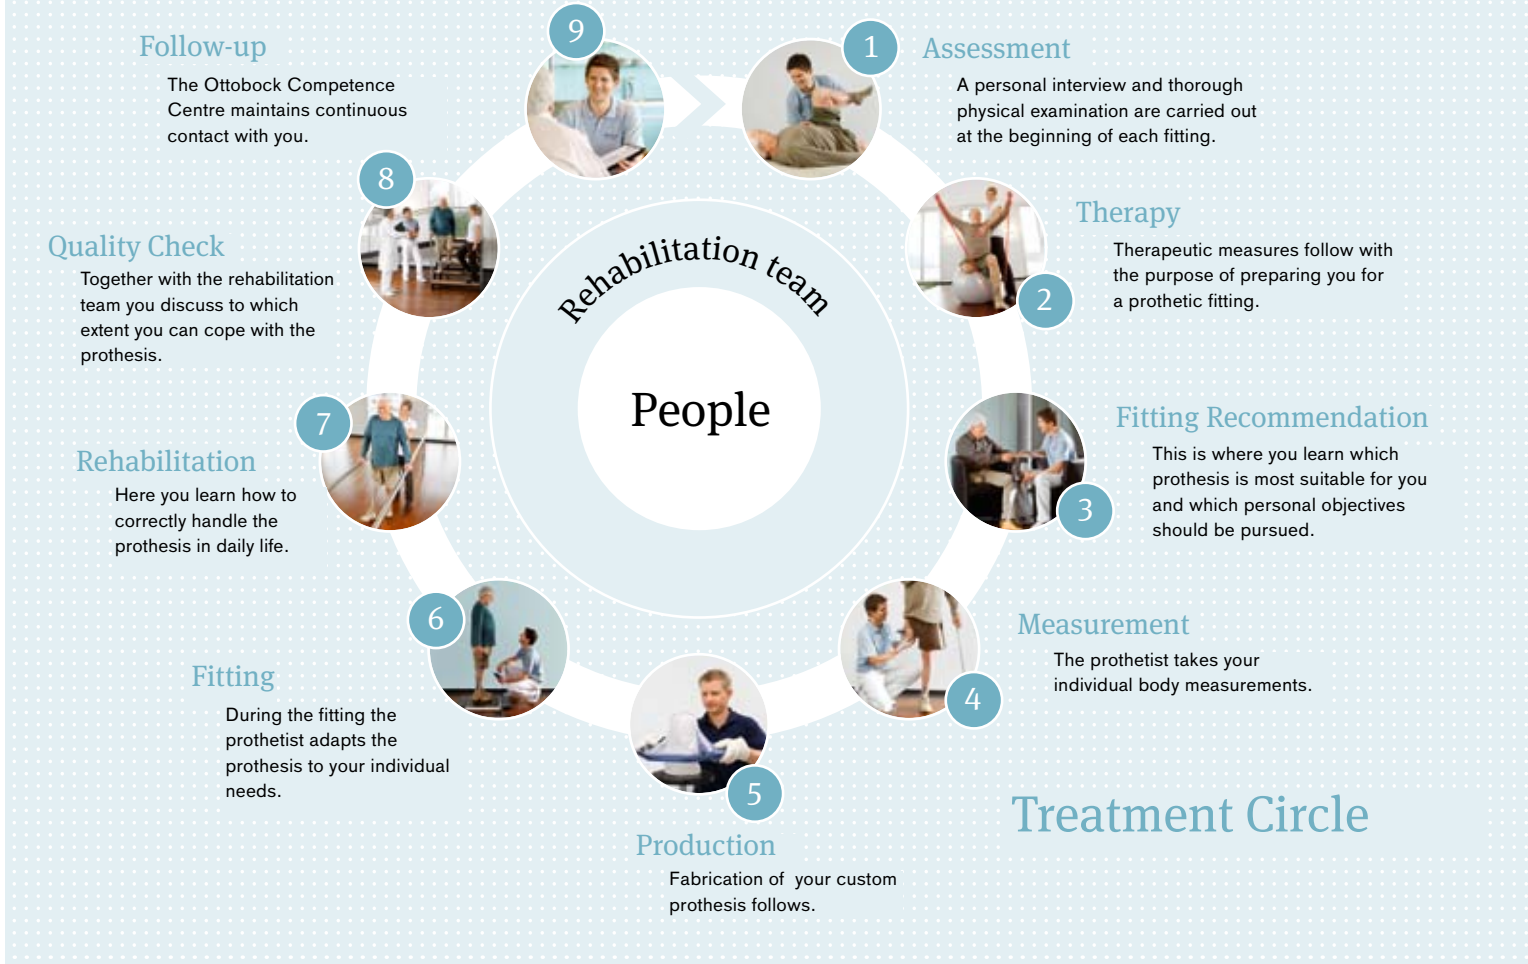 1
Assessment
A personal interview and thorough
physical examination are carried out
at the beginning of each fitting.
2
Therapy
Therapeutic measures follow with
the purpose of preparing you for
a prothetic fitting.
3
Fitting Recommendation
This is where you learn which
prothesis is most suitable for you
and which personal objectives
should be pursued.
4
Measurement
The prothetist takes your
individual body measurements.
5
Production
Fabrication of your custom
prothesis follows.
6
Fitting
During the fitting the
prothetist adapts the
prothesis to your individual
needs.
7
Rehabilitation
Here you learn how to
correctly handle the
prothesis in daily life.
8
Quality Check
Together with the rehabilitation
team you discuss to which
extent you can cope with the
prothesis.
9
Follow-up
The Ottobock Competence
Centre maintains continuous
contact with you.
Rehabilitation team
People
Treatment Circle